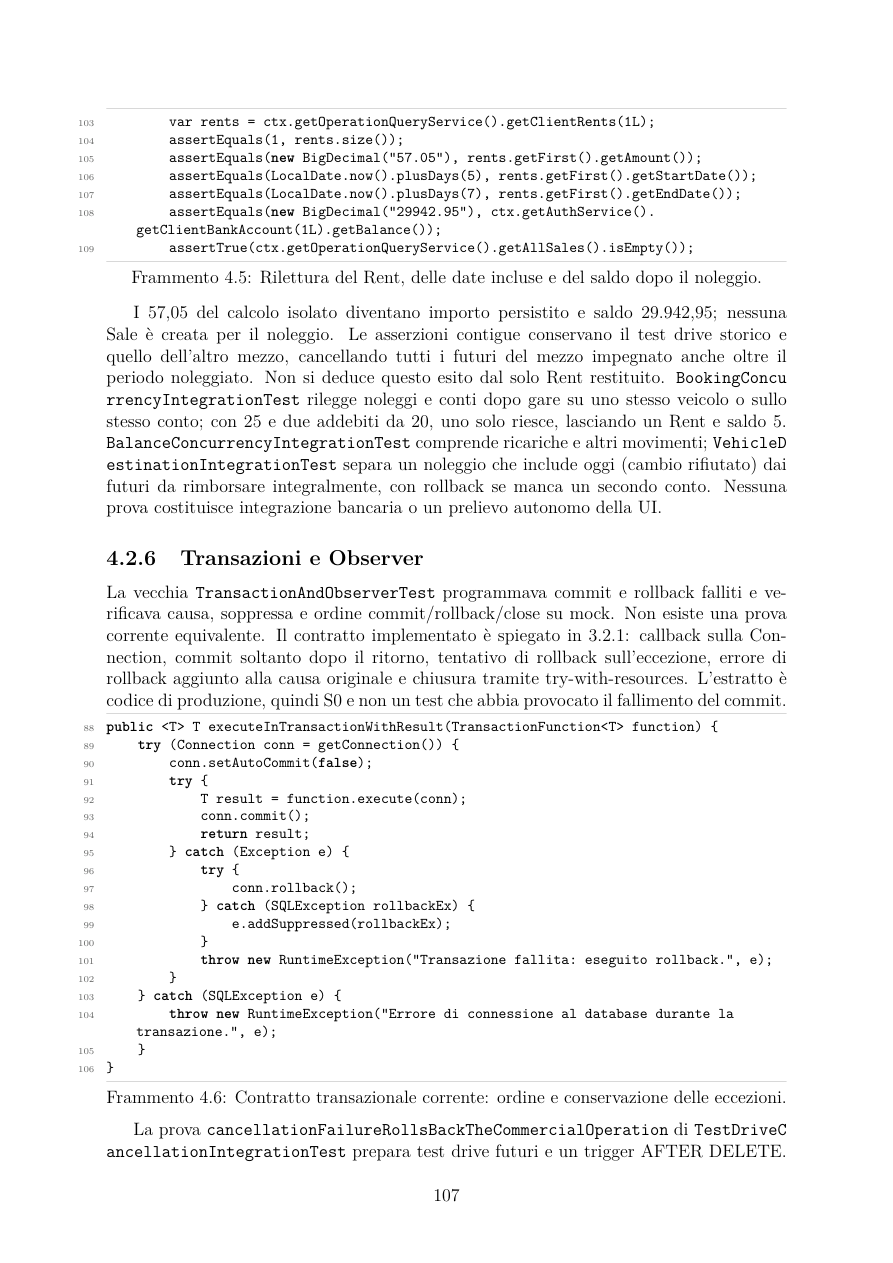 103 var rents = ctx.getOperationQueryService().getClientRents(1L);
104 assertEquals(1, rents.size());
105 assertEquals(new BigDecimal("57.05"), rents.getFirst().getAmount());
106 assertEquals(LocalDate.now().plusDays(5), rents.getFirst().getStartDate());
107 assertEquals(LocalDate.now().plusDays(7), rents.getFirst().getEndDate());
108 assertEquals(new BigDecimal("29942.95"), ctx.getAuthService().
getClientBankAccount(1L).getBalance());
109 assertTrue(ctx.getOperationQueryService().getAllSales().isEmpty());
Frammento 4.5: Rilettura del Rent, delle date incluse e del saldo dopo il noleggio.
I 57,05 del calcolo isolato diventano importo persistito e saldo 29.942,95; nessuna
Sale è creata per il noleggio. Le asserzioni contigue conservano il test drive storico e
quello dell'altro mezzo, cancellando tutti i futuri del mezzo impegnato anche oltre il
periodo noleggiato. Non si deduce questo esito dal solo Rent restituito. BookingConcu
rrencyIntegrationTest rilegge noleggi e conti dopo gare su uno stesso veicolo o sullo
stesso conto; con 25 e due addebiti da 20, uno solo riesce, lasciando un Rent e saldo 5.
BalanceConcurrencyIntegrationTest comprende ricariche e altri movimenti; VehicleD
estinationIntegrationTest separa un noleggio che include oggi (cambio rifiutato) dai
futuri da rimborsare integralmente, con rollback se manca un secondo conto. Nessuna
prova costituisce integrazione bancaria o un prelievo autonomo della UI.
4.2.6 Transazioni e Observer
La vecchia TransactionAndObserverTest programmava commit e rollback falliti e ve-
rificava causa, soppressa e ordine commit/rollback/close su mock. Non esiste una prova
corrente equivalente. Il contratto implementato è spiegato in 3.2.1: callback sulla Con-
nection, commit soltanto dopo il ritorno, tentativo di rollback sull'eccezione, errore di
rollback aggiunto alla causa originale e chiusura tramite try-with-resources. L'estratto è
codice di produzione, quindi S0 e non un test che abbia provocato il fallimento del commit.
88 public <T> T executeInTransactionWithResult(TransactionFunction<T> function) {
89 try (Connection conn = getConnection()) {
90 conn.setAutoCommit(false);
91 try {
92 T result = function.execute(conn);
93 conn.commit();
94 return result;
95 } catch (Exception e) {
96 try {
97 conn.rollback();
98 } catch (SQLException rollbackEx) {
99 e.addSuppressed(rollbackEx);
100 }
101 throw new RuntimeException("Transazione fallita: eseguito rollback.", e);
102 }
103 } catch (SQLException e) {
104 throw new RuntimeException("Errore di connessione al database durante la
transazione.", e);
105 }
106 }
Frammento 4.6: Contratto transazionale corrente: ordine e conservazione delle eccezioni.
La prova cancellationFailureRollsBackTheCommercialOperation di TestDriveC
ancellationIntegrationTest prepara test drive futuri e un trigger AFTER DELETE.
107